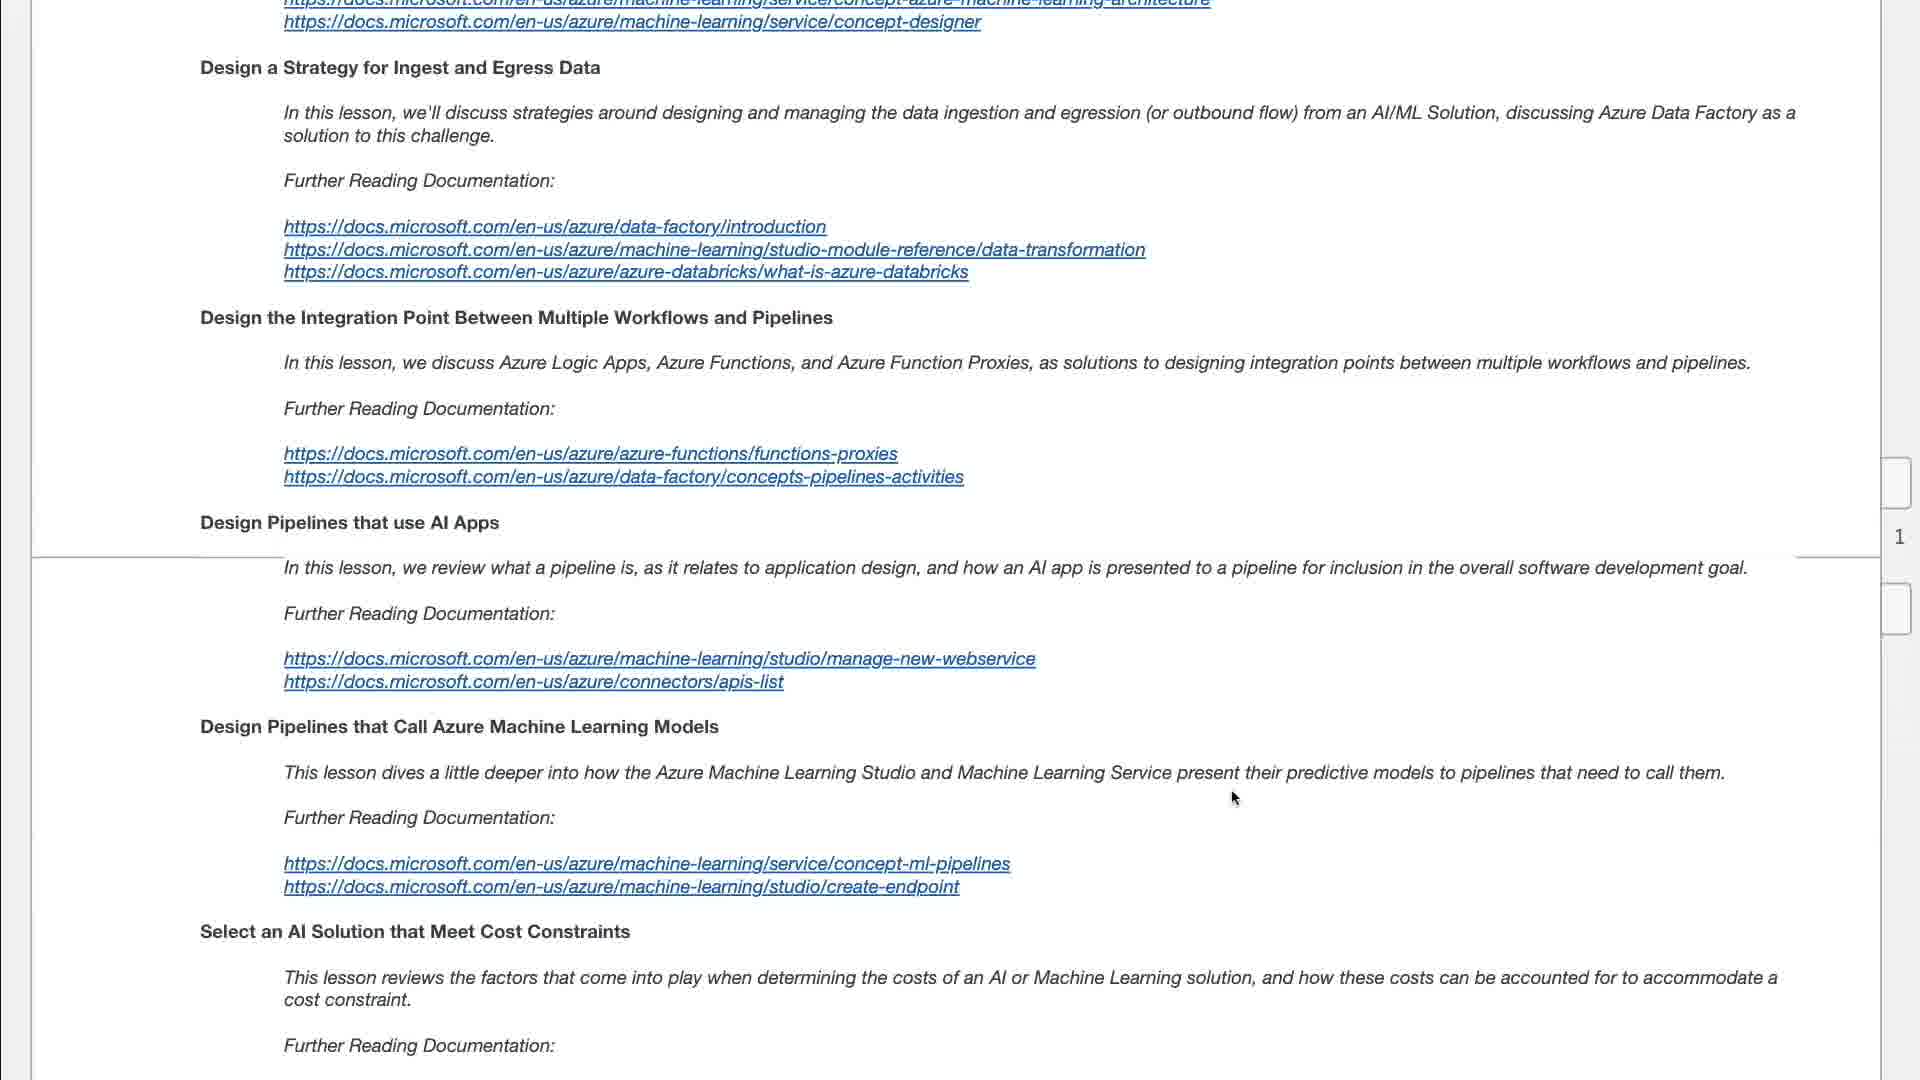 https://docs.microsoft.com/en-us/azure/machine-learning/service/concept-azure-machine-learning-architecture
https://docs.microsoft.com/en-us/azure/machine-learning/service/concept-designer
Design a Strategy for Ingest and Egress Data
In this lesson, we'll discuss strategies around designing and managing the data ingestion and egression (or outbound flow) from an AI/ML Solution, discussing Azure Data Factory as a
solution to this challenge.
Further Reading Documentation:
https://docs.microsoft.com/en-us/azure/data-factory/introduction
https://docs.microsoft.com/en-us/azure/machine-learning/studio-module-reference/data-transformation
https://docs.microsoft.com/en-us/azure/azure-databricks/what-is-azure-databricks
Design the Integration Point Between Multiple Workflows and Pipelines
In this lesson, we discuss Azure Logic Apps, Azure Functions, and Azure Function Proxies, as solutions to designing integration points between multiple workflows and pipelines.
Further Reading Documentation:
https://docs.microsoft.com/en-us/azure/azure-functions/functions-proxies
https://docs.microsoft.com/en-us/azure/data-factory/concepts-pipelines-activities
Design Pipelines that use AI Apps
1
In this lesson, we review what a pipeline is, as it relates to application design, and how an AI app is presented to a pipeline for inclusion in the overall software development goal.
Further Reading Documentation:
https://docs.microsoft.com/en-us/azure/machine-learning/studio/manage-new-webservice
https://docs.microsoft.com/en-us/azure/connectors/apis-list
Design Pipelines that Call Azure Machine Learning Models
This lesson dives a little deeper into how the Azure Machine Learning Studio and Machine Learning Service present their predictive models to pipelines that need to call them.
Further Reading Documentation:
https://docs.microsoft.com/en-us/azure/machine-learning/service/concept-ml-pipelines
https://docs.microsoft.com/en-us/azure/machine-learning/studio/create-endpoint
Select an AI Solution that Meet Cost Constraints
This lesson reviews the factors that come into play when determining the costs of an AI or Machine Learning solution, and how these costs can be accounted for to accommodate a
cost constraint.
Further Reading Documentation: